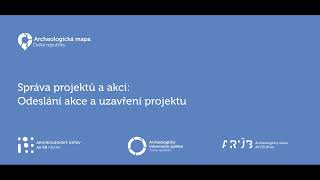 Archeologická mapa
České republiky
Správa projektů a akcí:
Odeslání akce a uzavření projektu
ARCHEOLOGICKÝ ÚSTAV
AV ČR PRAHA
Archeologický
informační systém
České republiky
ARÚB
Archeologický ústav
AV ČR Brno